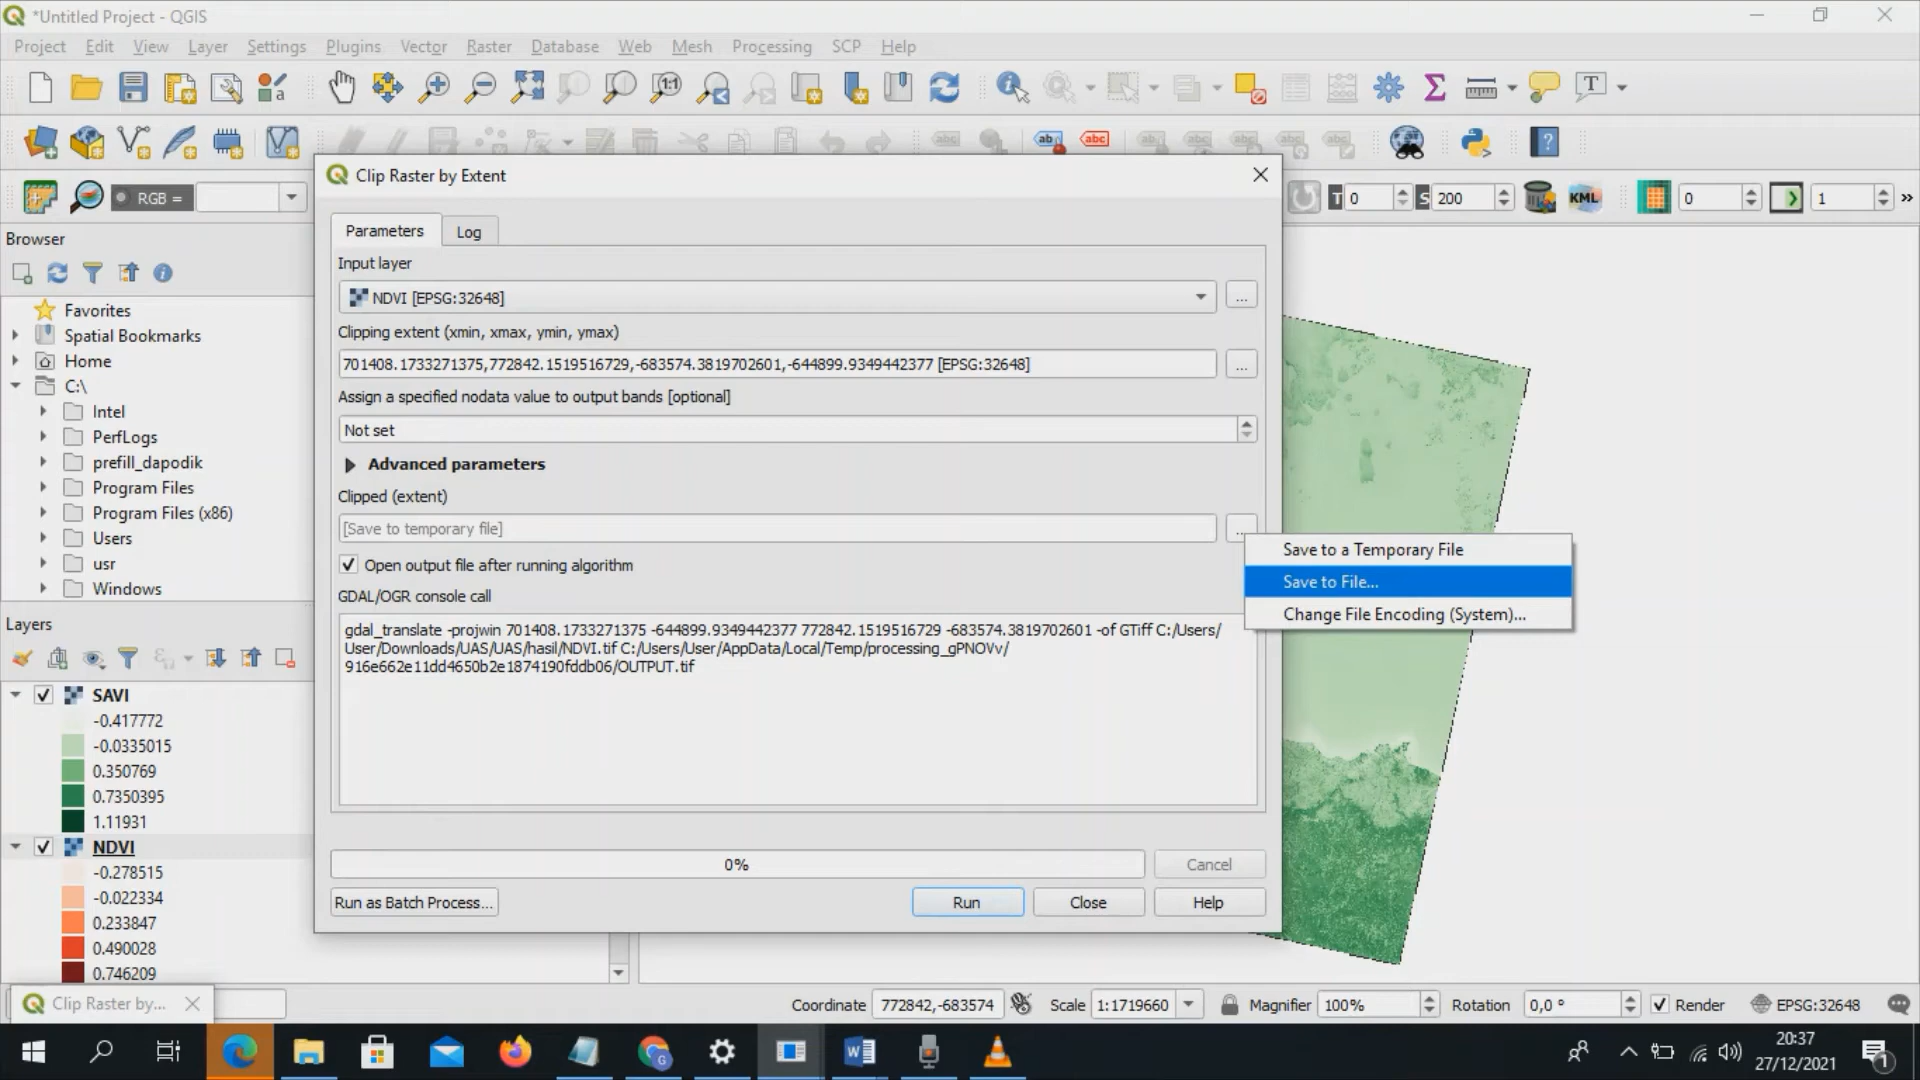 *Untitled Project - QGIS
Project Edit View Layer Settings Plugins Vector Raster Database Web Mesh Processing SCP Help
1:1
T
ab abc
RGB =
T 0 S 200 KML 0 1 »
Clip Raster by Extent
Parameters Log
Input layer
NDVI [EPSG:32648]
...
Clipping extent (xmin, xmax, ymin, ymax)
701408.1733271375,772842.1519516729,-683574.3819702601,-644899.9349442377 [EPSG:32648]
...
Assign a specified nodata value to output bands [optional]
Not set
Advanced parameters
Clipped (extent)
[Save to temporary file]
...
Save to a Temporary File
Save to File...
Change File Encoding (System)...
Open output file after running algorithm
GDAL/OGR console call
gdal_translate -projwin 701408.1733271375 -644899.9349442377 772842.1519516729 -683574.3819702601 -of GTiff C:/Users/
User/Downloads/UAS/UAS/hasil/NDVI.tif C:/Users/User/AppData/Local/Temp/processing_gPNOVv/
916e662e11dd4650b2e1874190fddb06/OUTPUT.tif
0%
Cancel
Run as Batch Process...
Run
Close
Help
Browser
Favorites
Spatial Bookmarks
Home
C:\
Intel
PerfLogs
prefill_dapodik
Program Files
Program Files (x86)
Users
usr
Windows
Layers
SAVI
-0.417772
-0.0335015
0.350769
0.7350395
1.11931
NDVI
-0.278515
-0.022334
0.233847
0.490028
0.746209
Clip Raster by...
Coordinate 772842,-683574 Scale 1:1719660 Magnifier 100% Rotation 0,0 ° Render EPSG:32648
20:37
27/12/2021
1